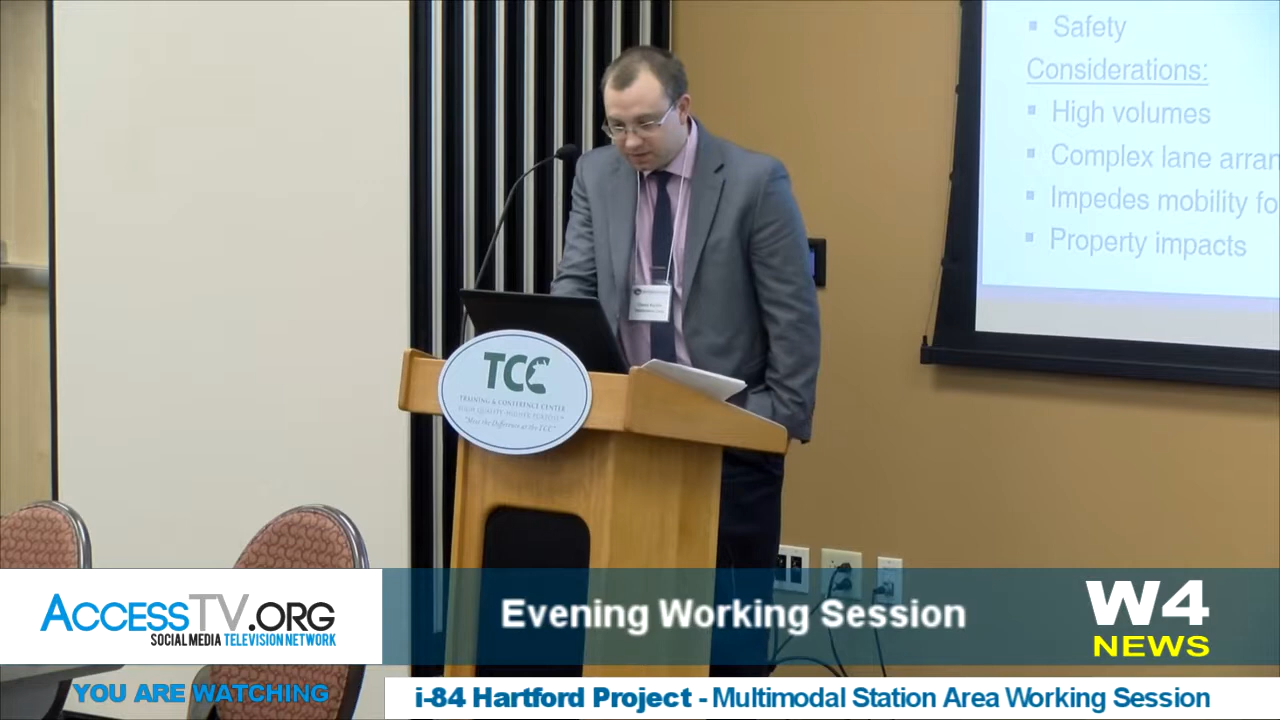 Safety
Considerations:
High volumes
Complex lane arran
Impedes mobility fo
Property impacts
TCC
TRAINING & CONFERENCE CENTER
"Meet the Difference at the TCC"
ACCESSTV.ORG
SOCIAL MEDIA TELEVISION NETWORK
Evening Working Session
W4
NEWS
YOU ARE WATCHING
i-84 Hartford Project - Multimodal Station Area Working Session